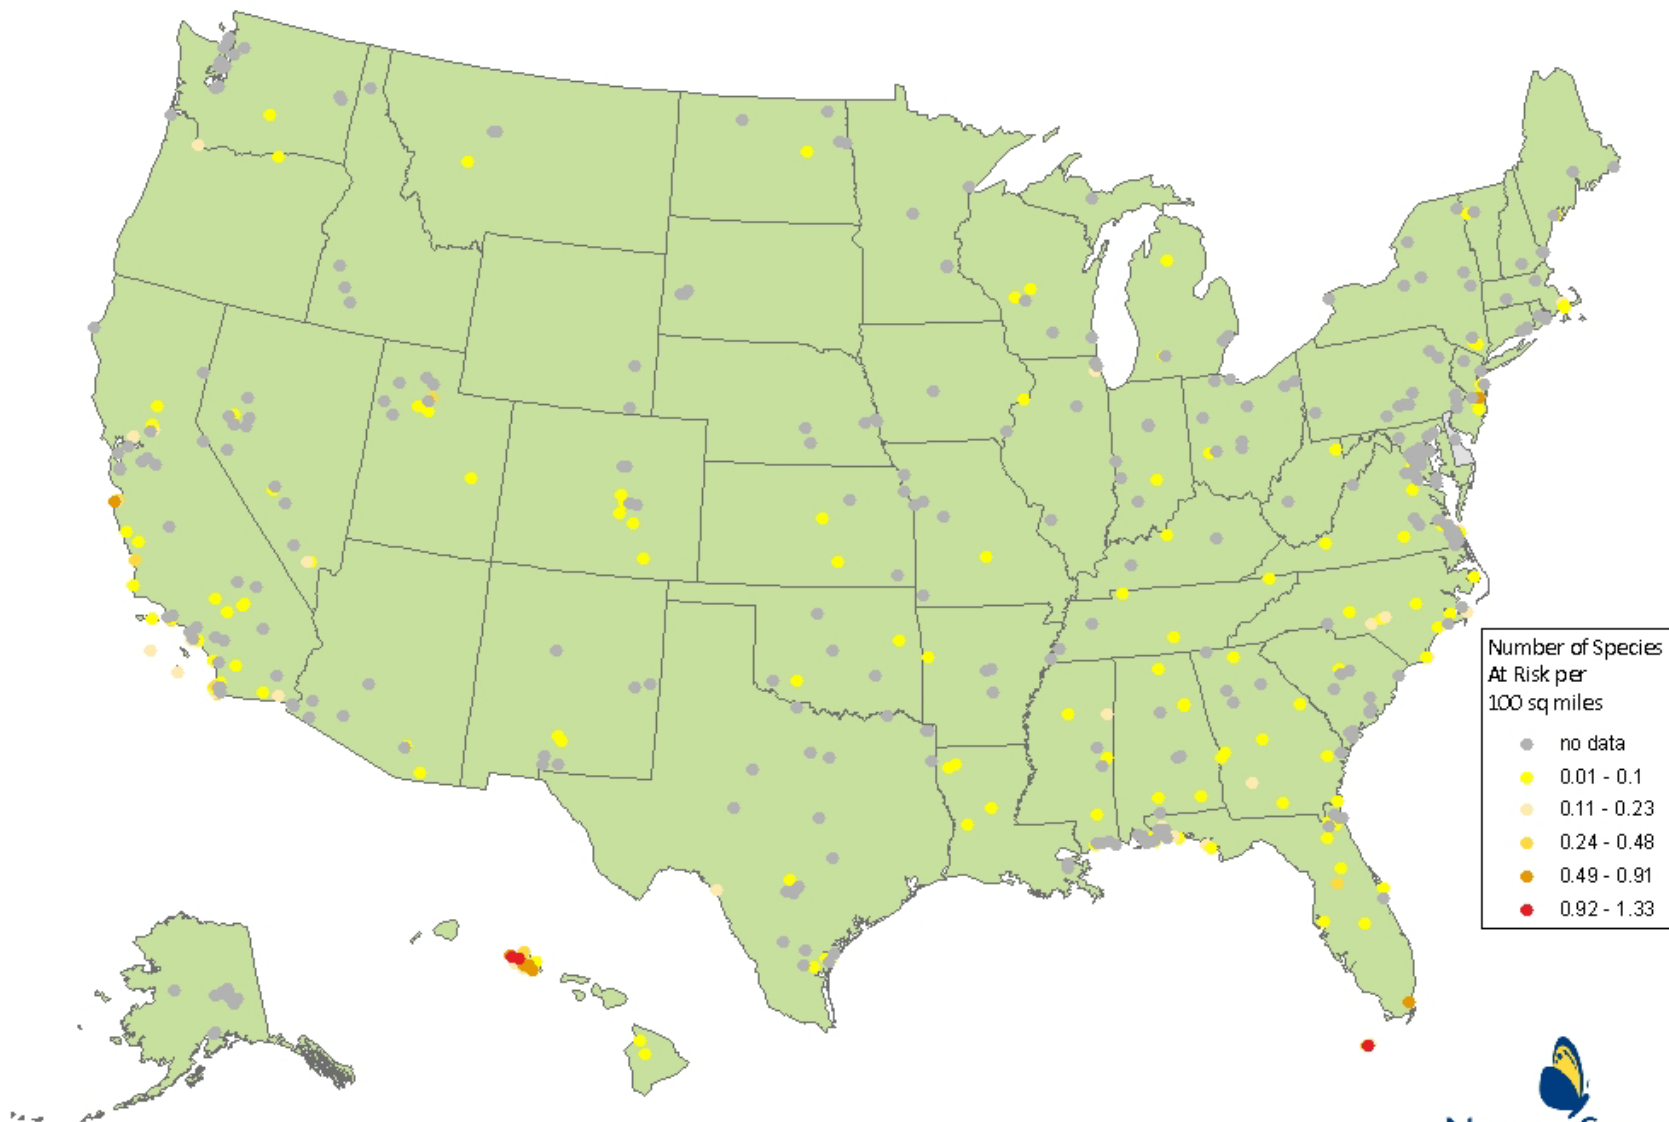 Number of Species
At Risk per
100 sq miles
no data
0.01 - 0.1
0.11 - 0.23
0.24 - 0.48
0.49 - 0.91
0.92 - 1.33